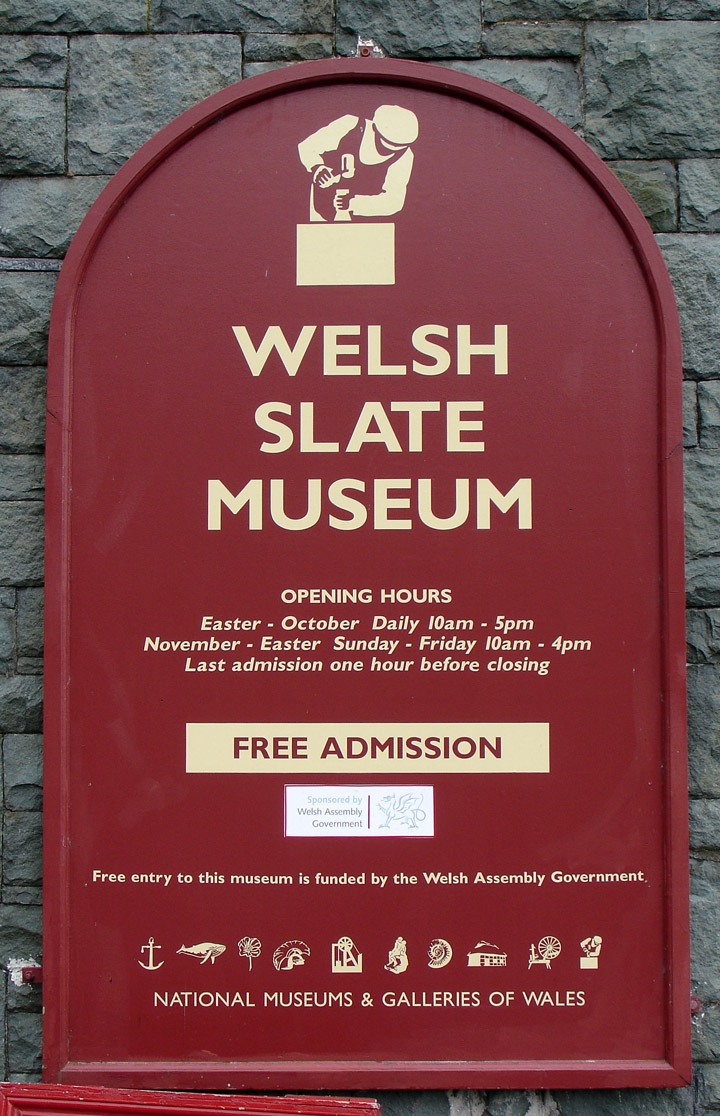 WELSH
SLATE
MUSEUM
OPENING HOURS
Easter - October Daily 10am - 5pm
November - Easter Sunday - Friday 10am - 4pm
Last admission one hour before closing
FREE ADMISSION
Sponsored by
Welsh Assembly
Government
Free entry to this museum is funded by the Welsh Assembly Government.
NATIONAL MUSEUMS & GALLERIES OF WALES